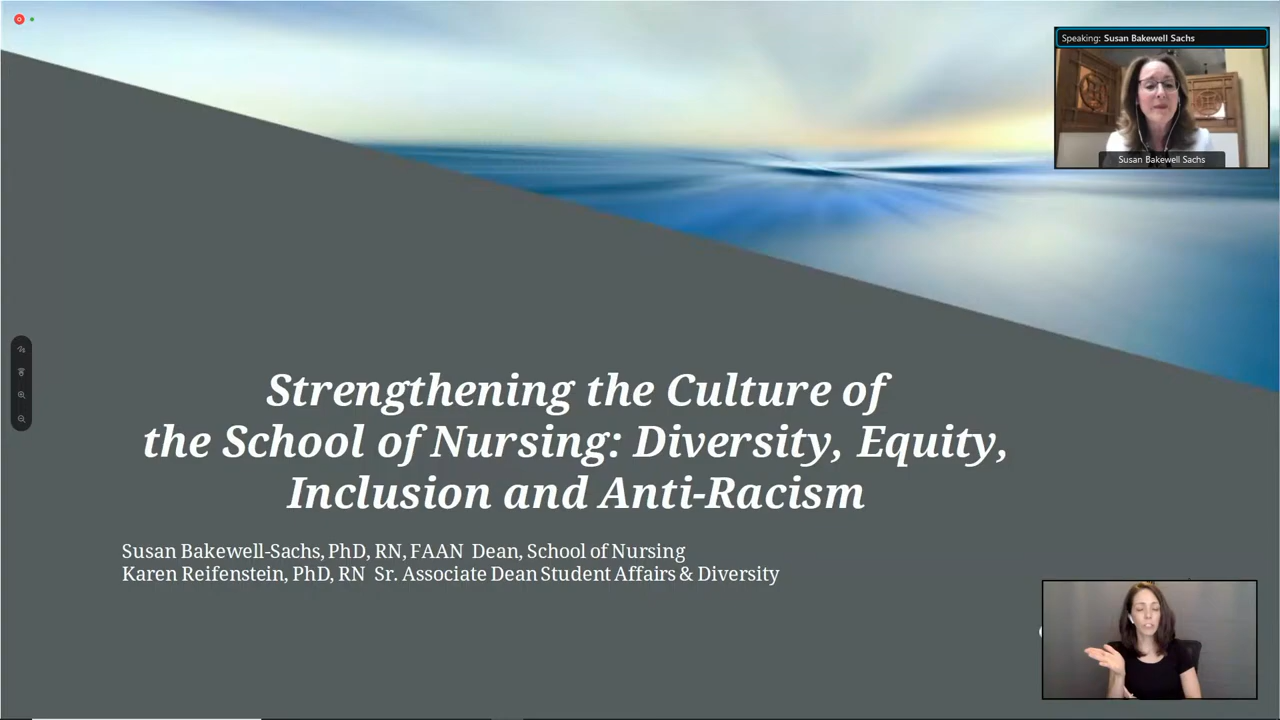 Speaking: Susan Bakewell Sachs
Susan Bakewell Sachs
Strengthening the Culture of
the School of Nursing: Diversity, Equity,
Inclusion and Anti-Racism
Susan Bakewell-Sachs, PhD, RN, FAAN Dean, School of Nursing
Karen Reifenstein, PhD, RN Sr. Associate Dean Student Affairs & Diversity